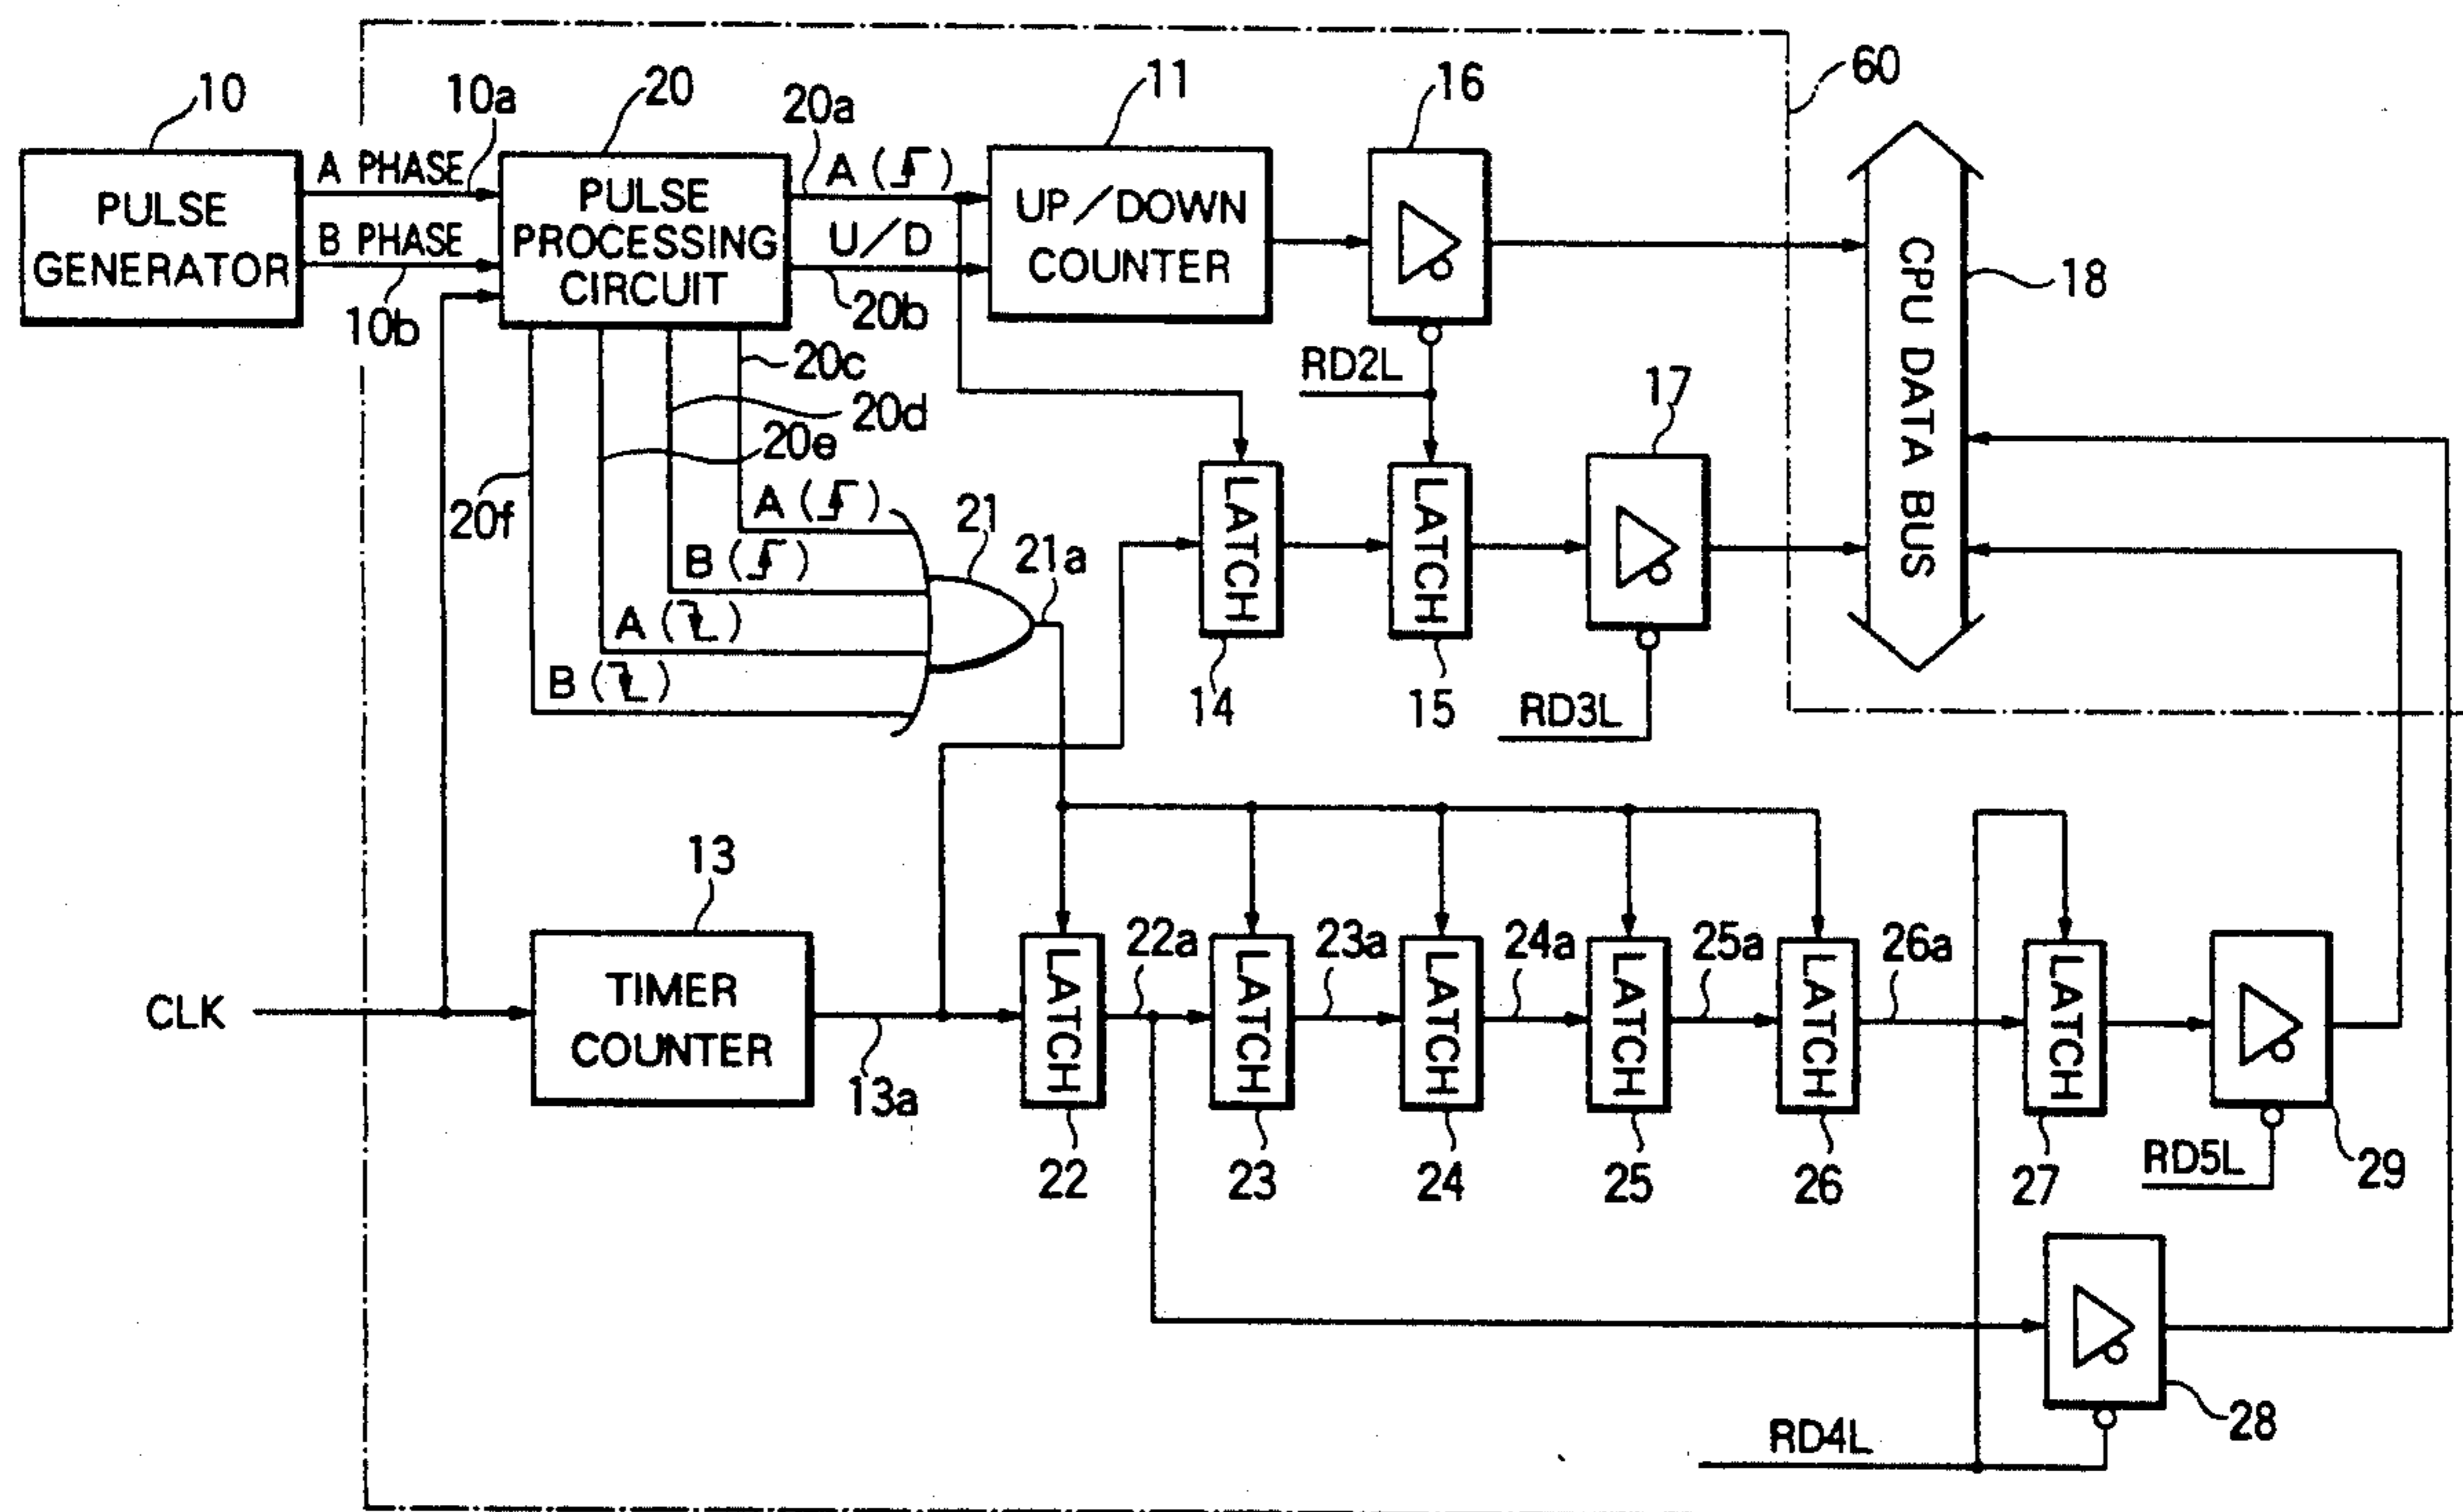 10
10a
20
20a
11
16
60
A PHASE
B PHASE
10b
PULSE
GENERATOR
PULSE
PROCESSING
CIRCUIT
A ( )
U/D
20b
UP/DOWN
COUNTER
CPU DATA BUS
18
20c
20d
20e
20f
RD2L
17
A ( )
B ( )
A ( )
B ( )
21
21a
LATCH
14
LATCH
15
RD3L
CLK
13
TIMER
COUNTER
13a
LATCH
22
22a
LATCH
23
23a
LATCH
24
24a
LATCH
25
25a
LATCH
26
26a
LATCH
27
RD5L
29
28
RD4L